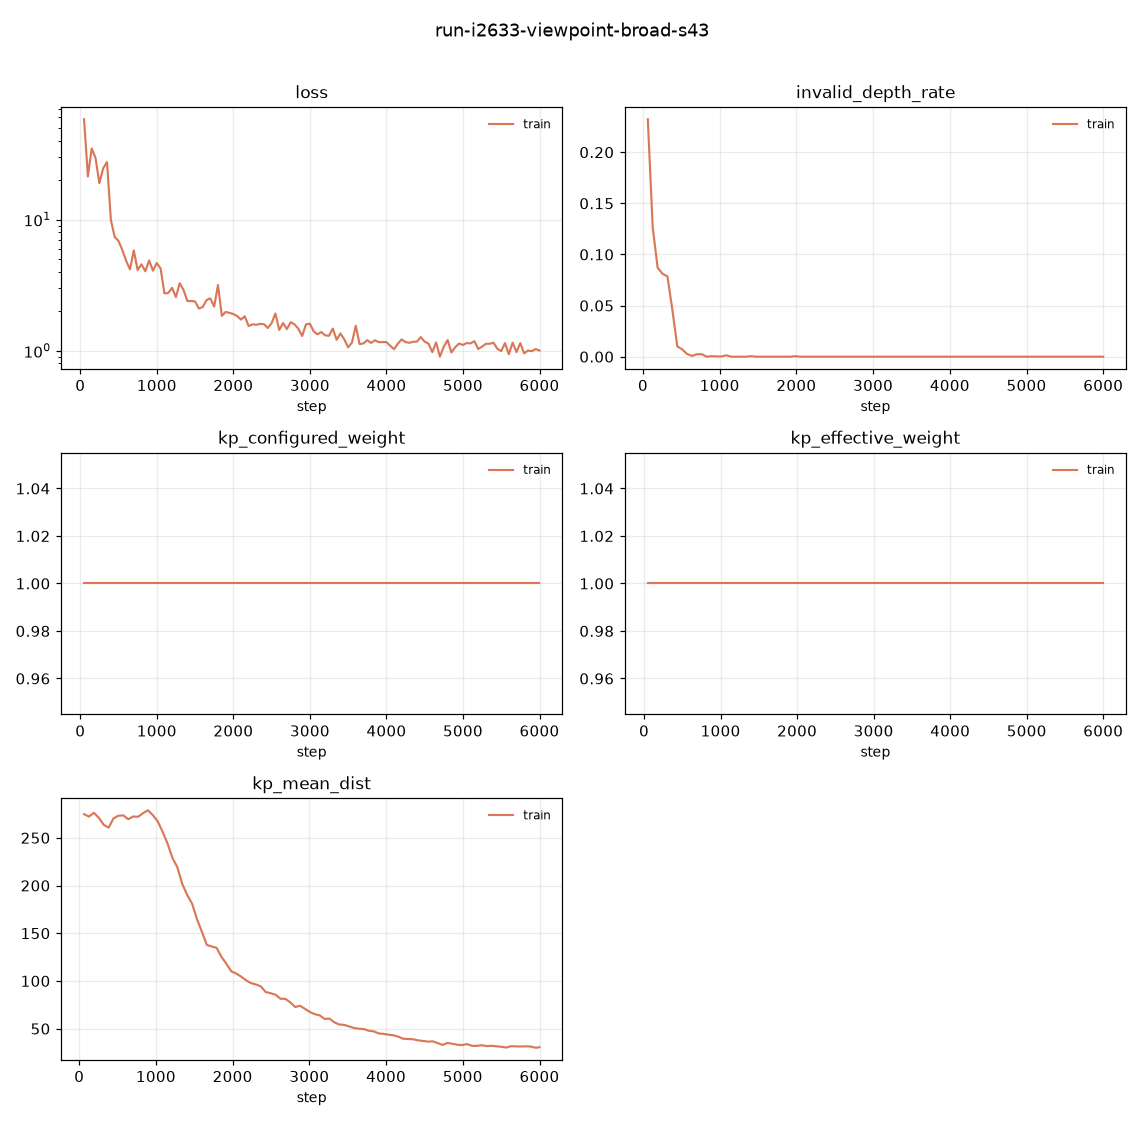 run-i2633-viewpoint-broad-s43
loss
train
10¹
10⁰
0 1000 2000 3000 4000 5000 6000
step
invalid_depth_rate
train
0.20
0.15
0.10
0.05
0.00
0 1000 2000 3000 4000 5000 6000
step
kp_configured_weight
train
1.04
1.02
1.00
0.98
0.96
0 1000 2000 3000 4000 5000 6000
step
kp_effective_weight
train
1.04
1.02
1.00
0.98
0.96
0 1000 2000 3000 4000 5000 6000
step
kp_mean_dist
train
250
200
150
100
50
0 1000 2000 3000 4000 5000 6000
step